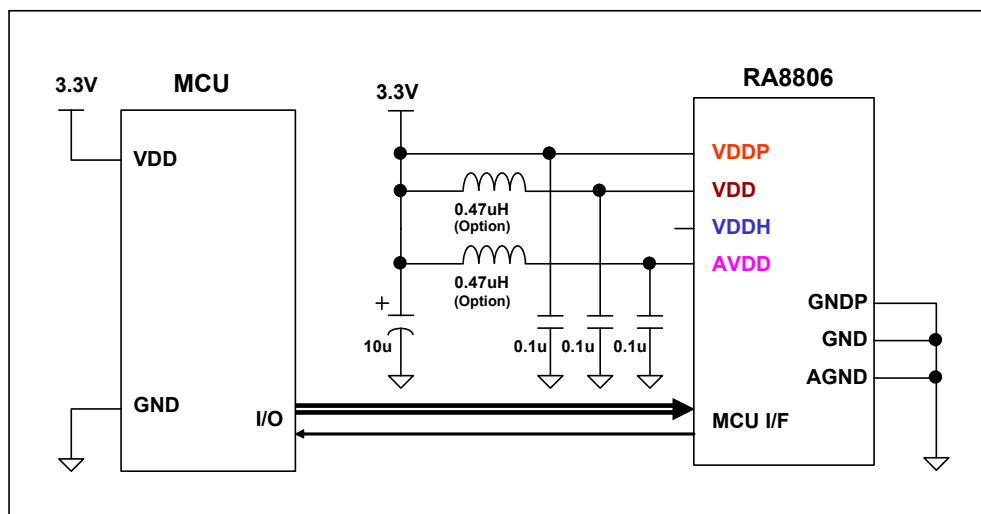 MCU
RA8806
3.3V
3.3V
VDD
VDDP
VDD
0.47uH
(Option)
VDDH
AVDD
0.47uH
(Option)
+
10u
0.1u
0.1u
0.1u
GNDP
GND
AGND
GND
I/O
MCU I/F